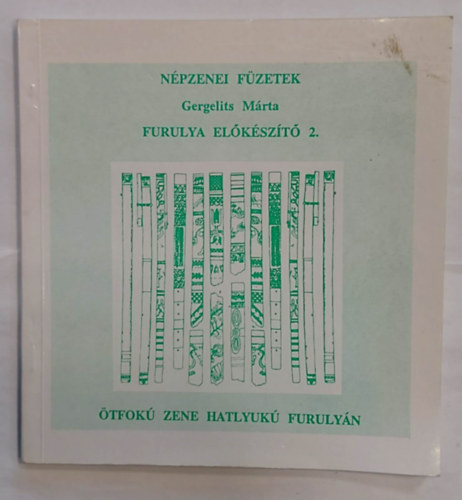 NÉPZENEI FÜZETEK
Gergelits Márta
FURULYA ELŐKÉSZÍTŐ 2.
ÖTFOKÚ ZENE HATLYUKÚ FURULYÁN